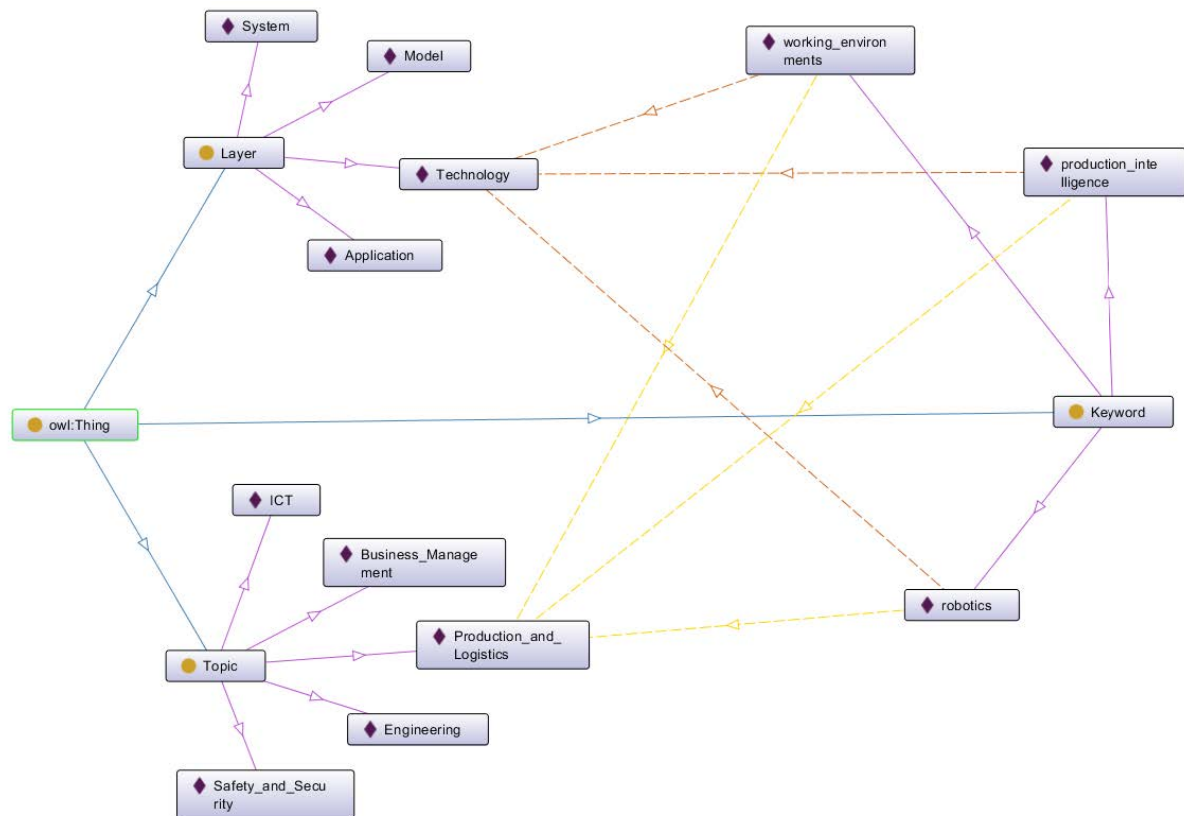 System
Model
working_environ
ments
Layer
Technology
production_inte
lligence
Application
owl:Thing
Keyword
ICT
Business_Manage
ment
robotics
Production_and_
Logistics
Topic
Engineering
Safety_and_Secu
rity